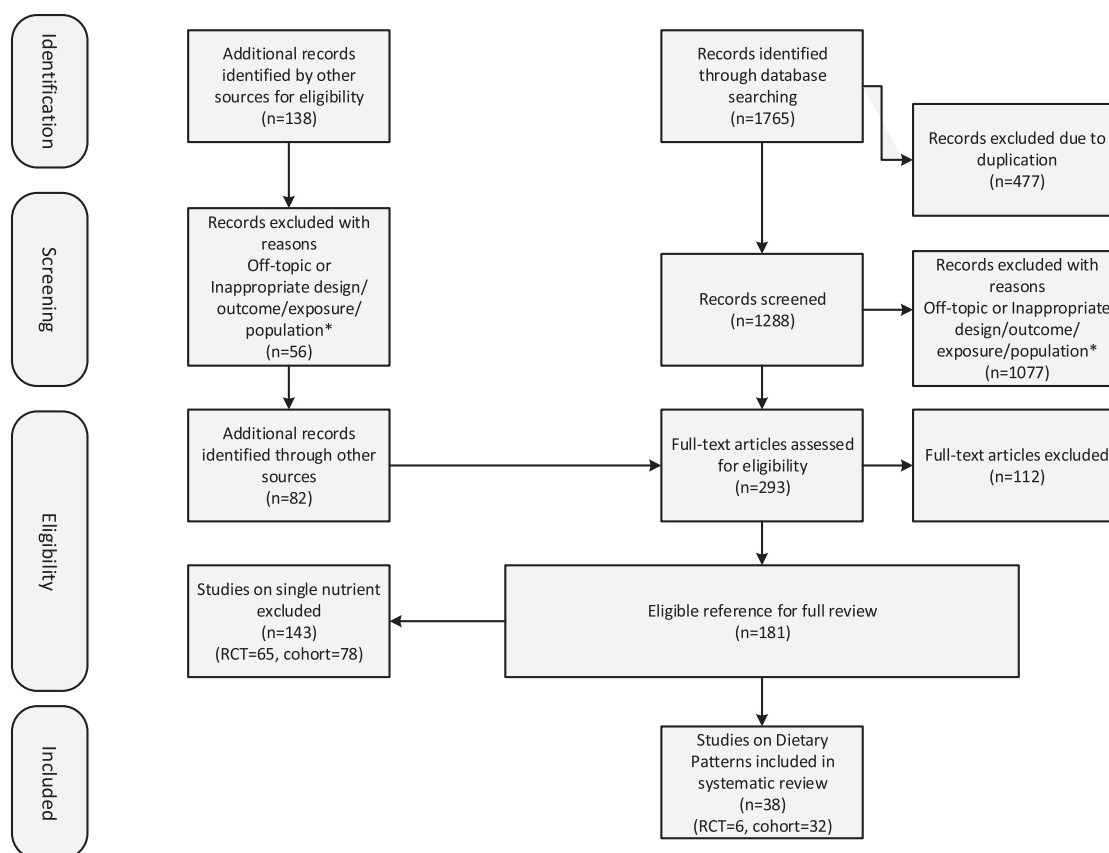 Identification
Additional records
identified by other
sources for eligibility
(n=138)
Records identified
through database
searching
(n=1765)
Records excluded due to
duplication
(n=477)
Screening
Records excluded with
reasons
Off-topic or
Inappropriate design/
outcome/exposure/
population*
(n=56)
Records screened
(n=1288)
Records excluded with
reasons
Off-topic or Inappropriate
design/outcome/
exposure/population*
(n=1077)
Eligibility
Additional records
identified through other
sources
(n=82)
Full-text articles assessed
for eligibility
(n=293)
Full-text articles excluded
(n=112)
Studies on single nutrient
excluded
(n=143)
(RCT=65, cohort=78)
Eligible reference for full review
(n=181)
Included
Studies on Dietary
Patterns included in
systematic review
(n=38)
(RCT=6, cohort=32)